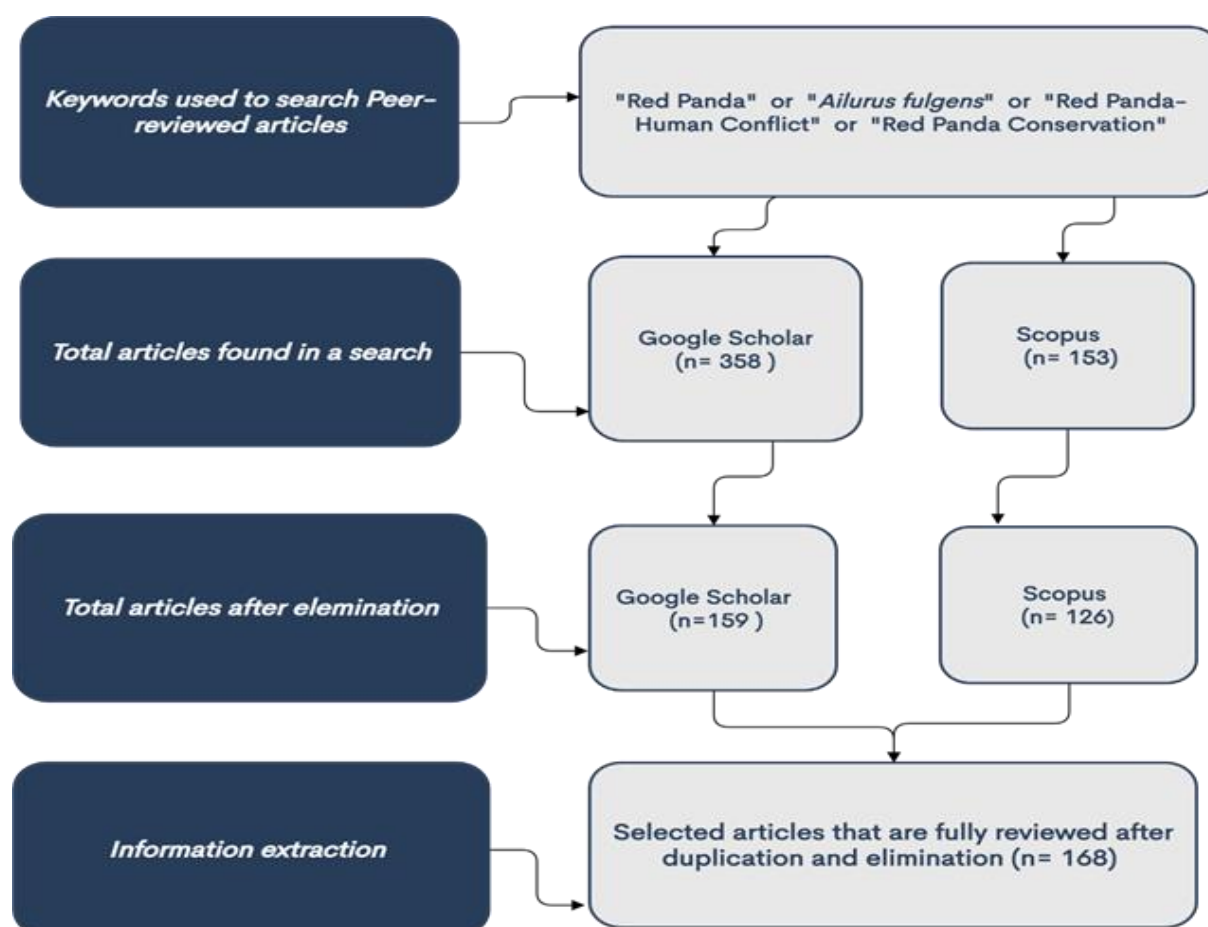 Keywords used to search Peer-
reviewed articles
"Red Panda" or "Ailurus fulgens" or "Red Panda-
Human Conflict" or "Red Panda Conservation"
Total articles found in a search
Google Scholar
(n= 358 )
Scopus
(n= 153)
Total articles after elemination
Google Scholar
(n=159 )
Scopus
(n= 126)
Information extraction
Selected articles that are fully reviewed after
duplication and elimination (n= 168)